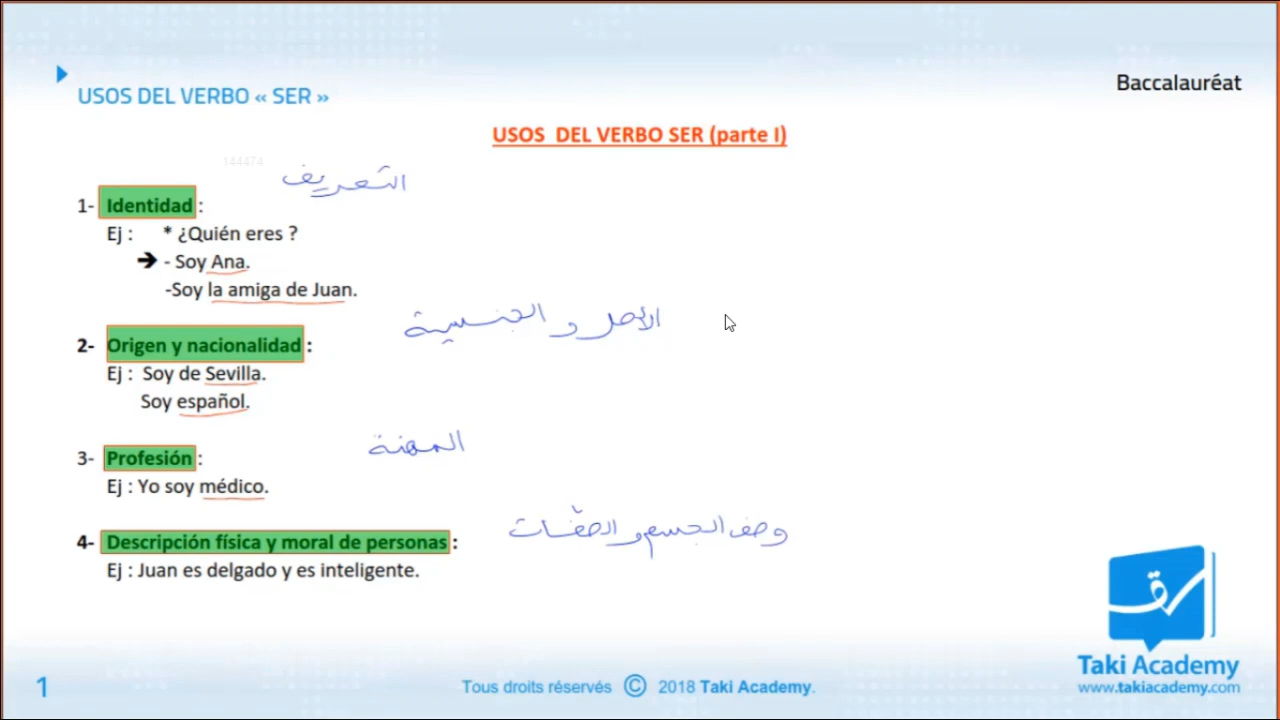 USOS DEL VERBO « SER »
Baccalauréat
USOS DEL VERBO SER (parte I)
144474
التعريف
1- Identidad :
Ej : * ¿Quién eres ?
➔ - Soy Ana.
-Soy la amiga de Juan.
الأصل و الجنسية
2- Origen y nacionalidad :
Ej : Soy de Sevilla.
Soy español.
المهنة
3- Profesión :
Ej : Yo soy médico.
وصف الجسم و الصفات
4- Descripción física y moral de personas :
Ej : Juan es delgado y es inteligente.
Taki Academy
www.takiacademy.com
1
Tous droits réservés © 2018 Taki Academy.